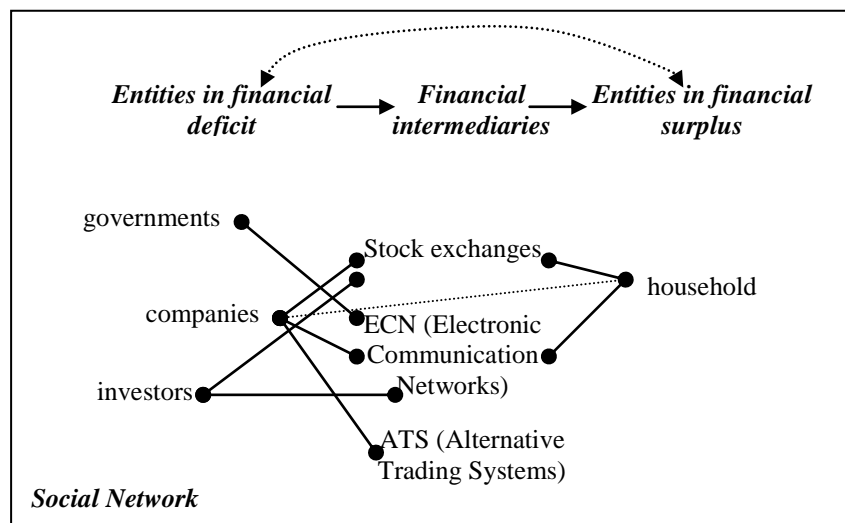 Entities in financial deficit
Financial intermediaries
Entities in financial surplus
governments
Stock exchanges
household
companies
ECN (Electronic
Communication
Networks)
investors
ATS (Alternative
Trading Systems)
Social Network